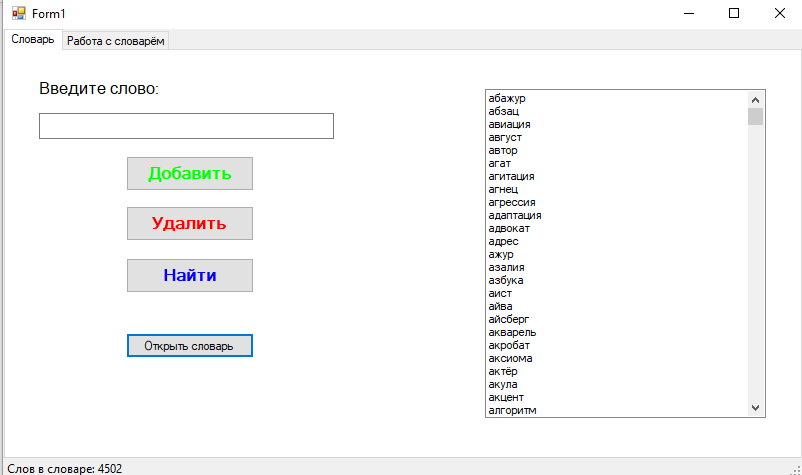 Form1
Словарь
Работа с словарём
Введите слово:
Добавить
Удалить
Найти
Открыть словарь
абажур
абзац
авиация
август
автор
агат
агитация
агнец
агрессия
адаптация
адвокат
адрес
ажур
азалия
азбука
аист
айва
айсберг
акварель
акробат
аксиома
актёр
акула
акцент
алгоритм
Слов в словаре: 4502